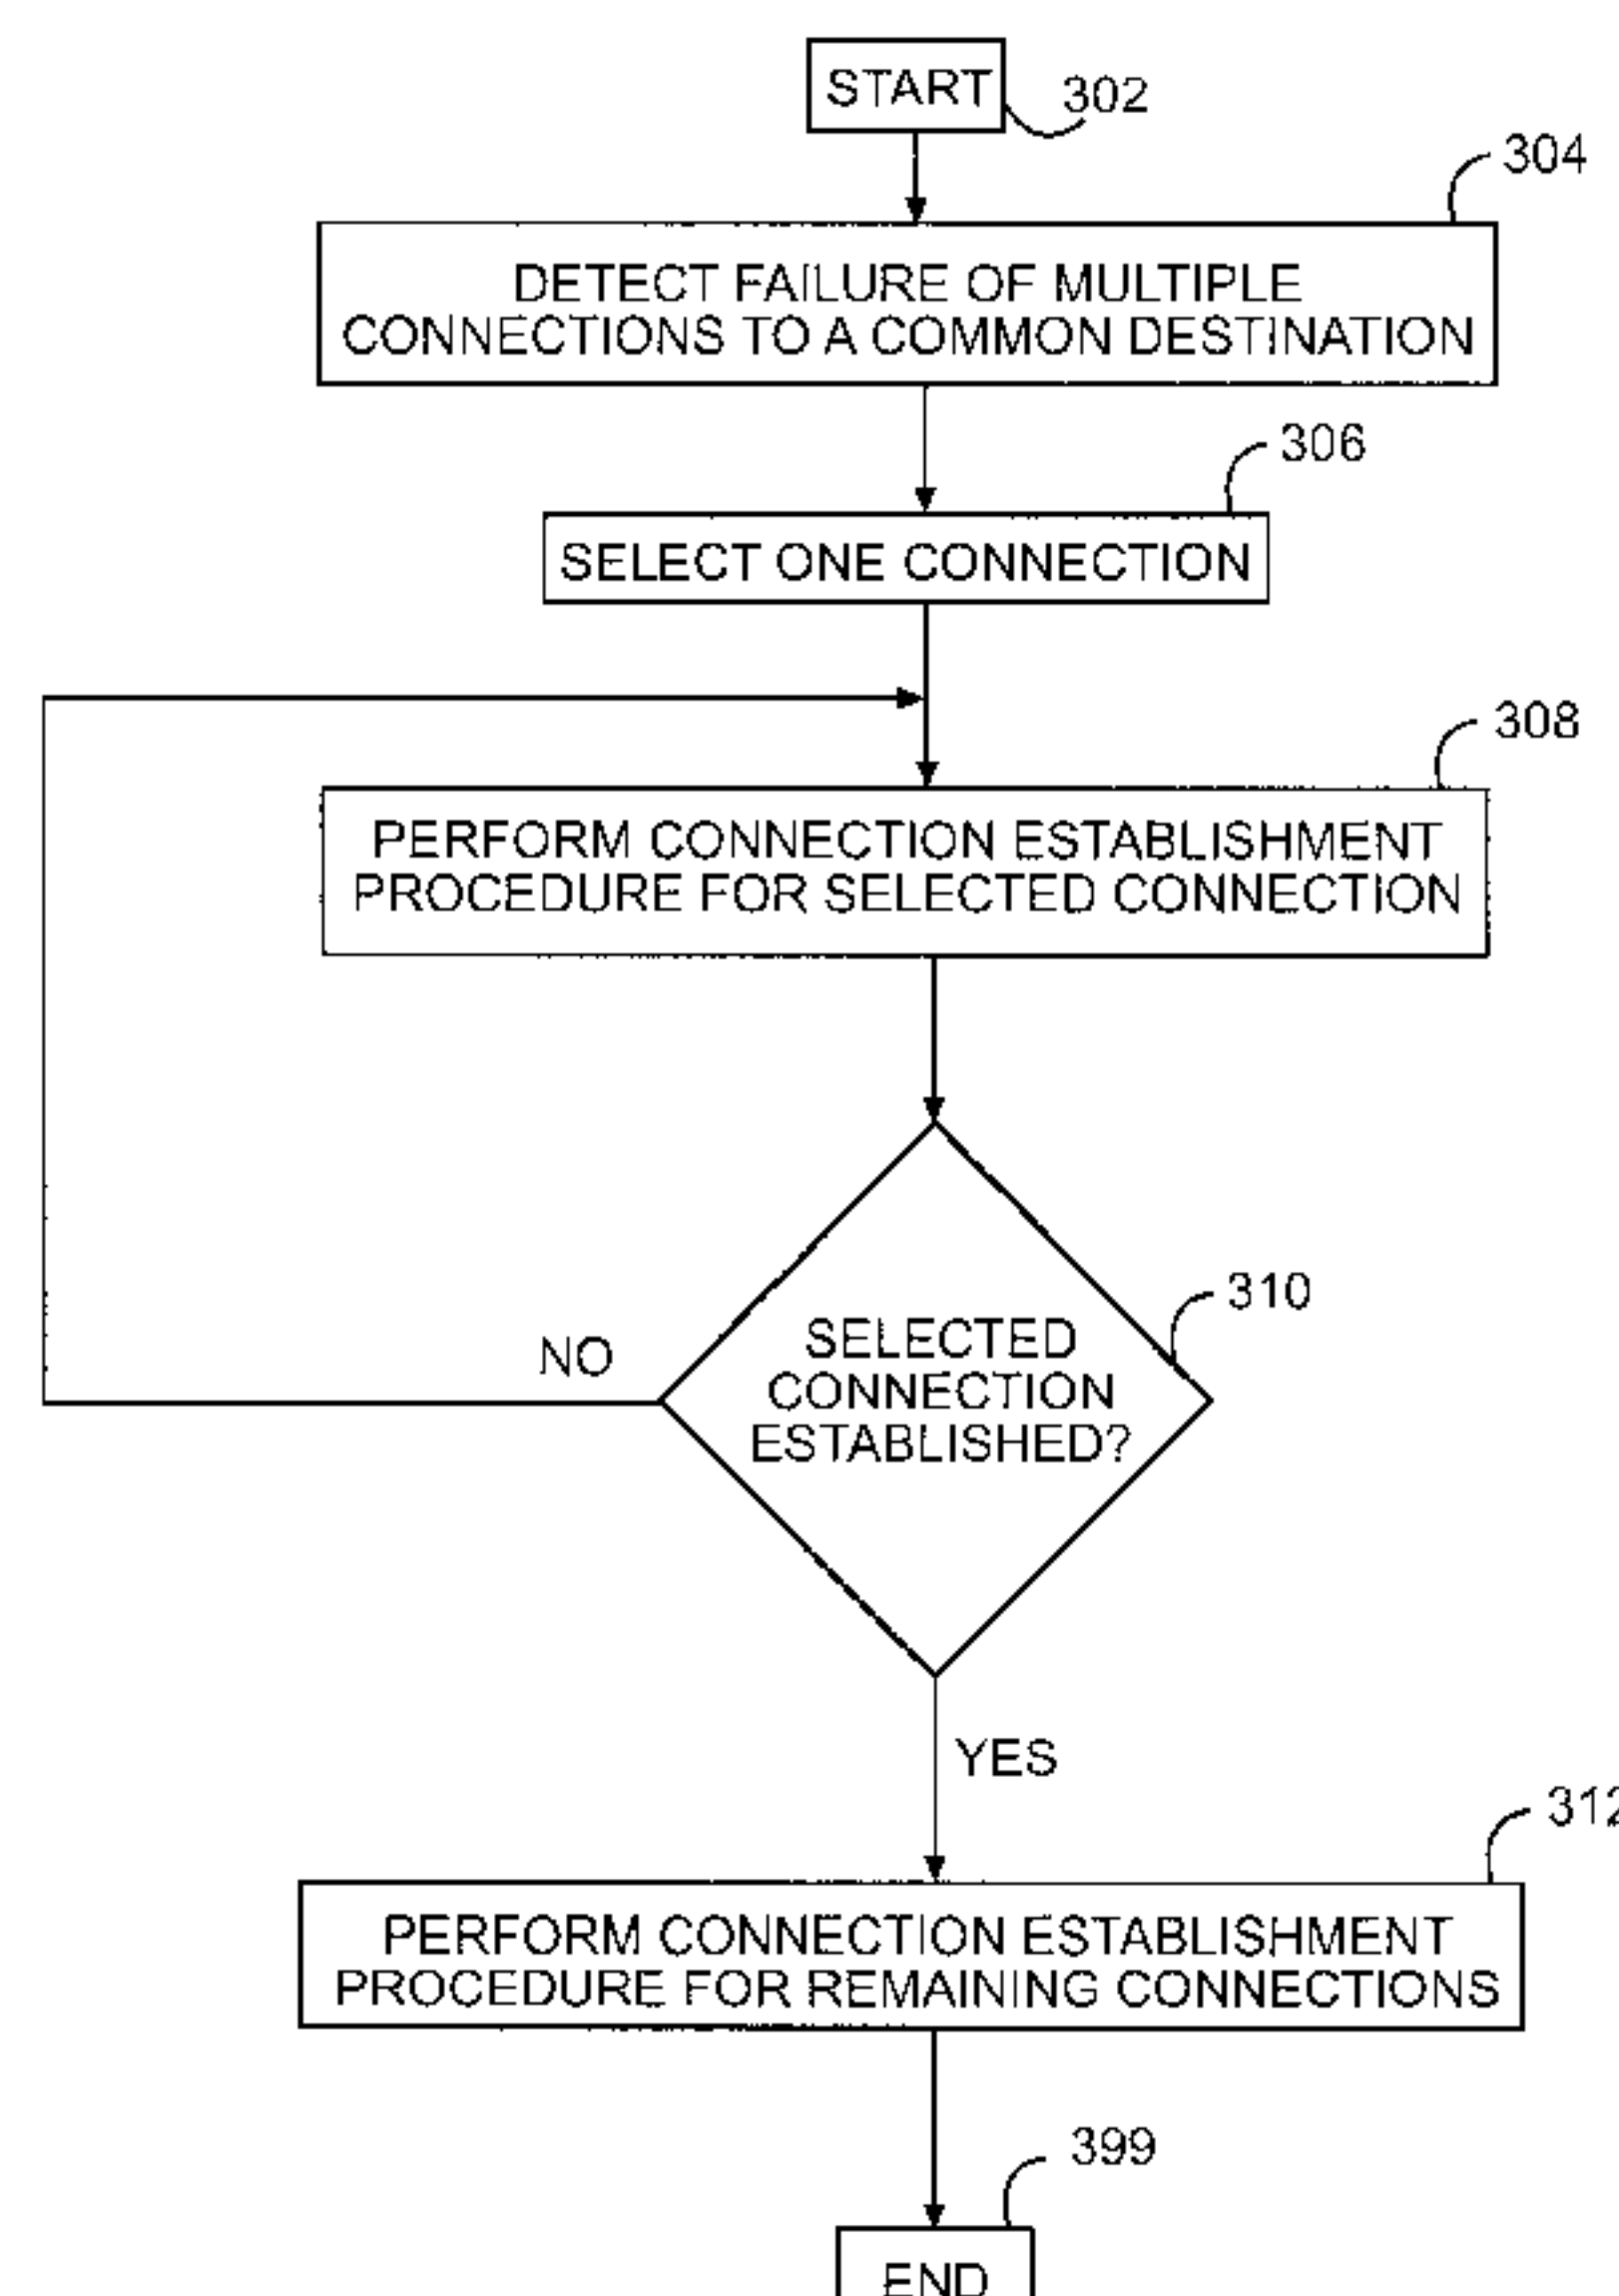 START
302
304
DETECT FAILURE OF MULTIPLE
CONNECTIONS TO A COMMON DESTINATION
306
SELECT ONE CONNECTION
308
PERFORM CONNECTION ESTABLISHMENT
PROCEDURE FOR SELECTED CONNECTION
310
SELECTED
CONNECTION
ESTABLISHED?
NO
YES
312
PERFORM CONNECTION ESTABLISHMENT
PROCEDURE FOR REMAINING CONNECTIONS
399
END